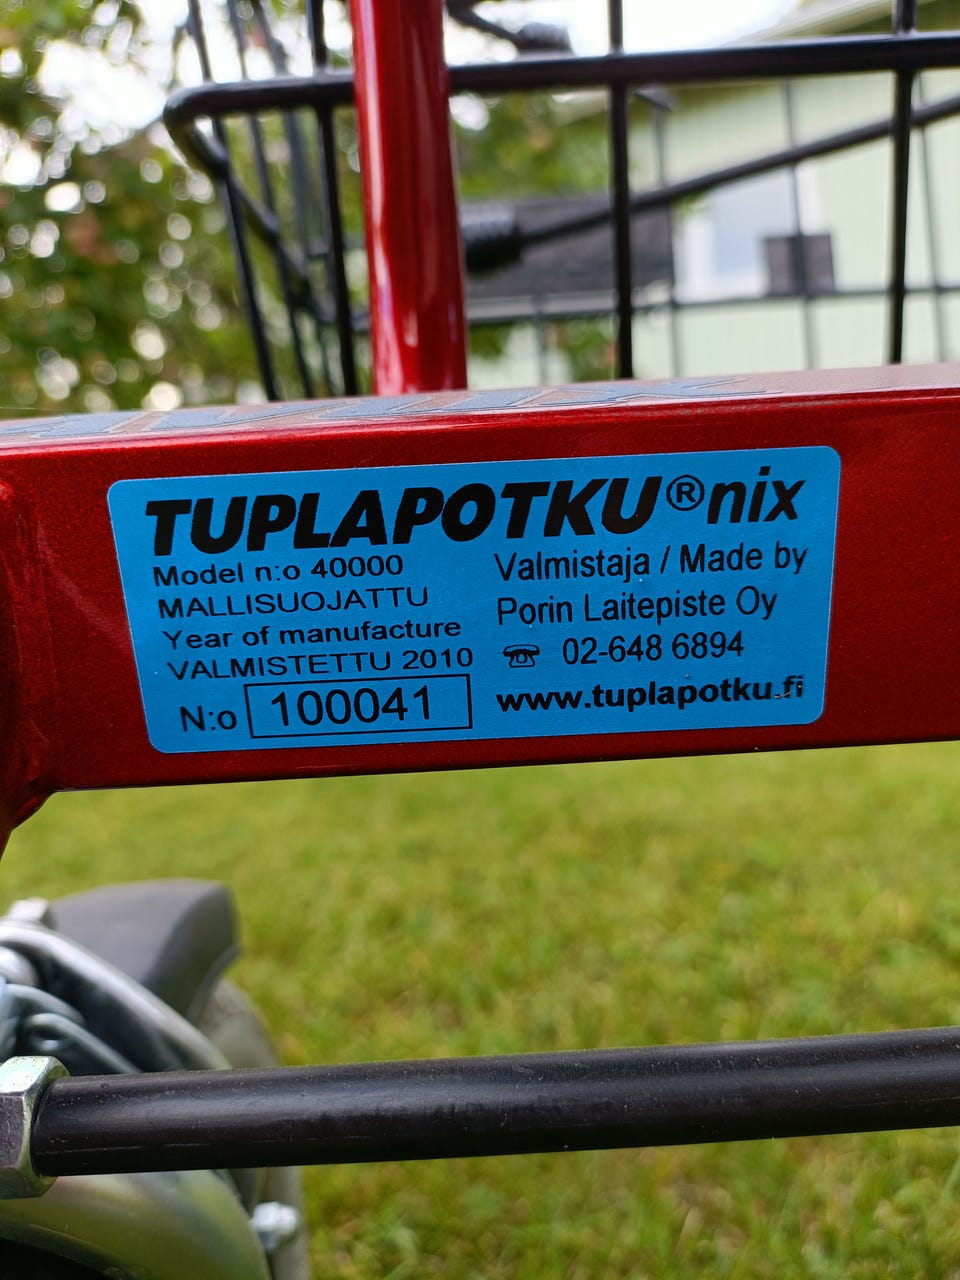 TUPLAPOTKU®nix
Model n:o 40000
MALLISUOJATTU
Year of manufacture
VALMISTETTU 2010
N:o 100041
Valmistaja / Made by
Porin Laitepiste Oy
☎ 02-648 6894
www.tuplapotku.fi